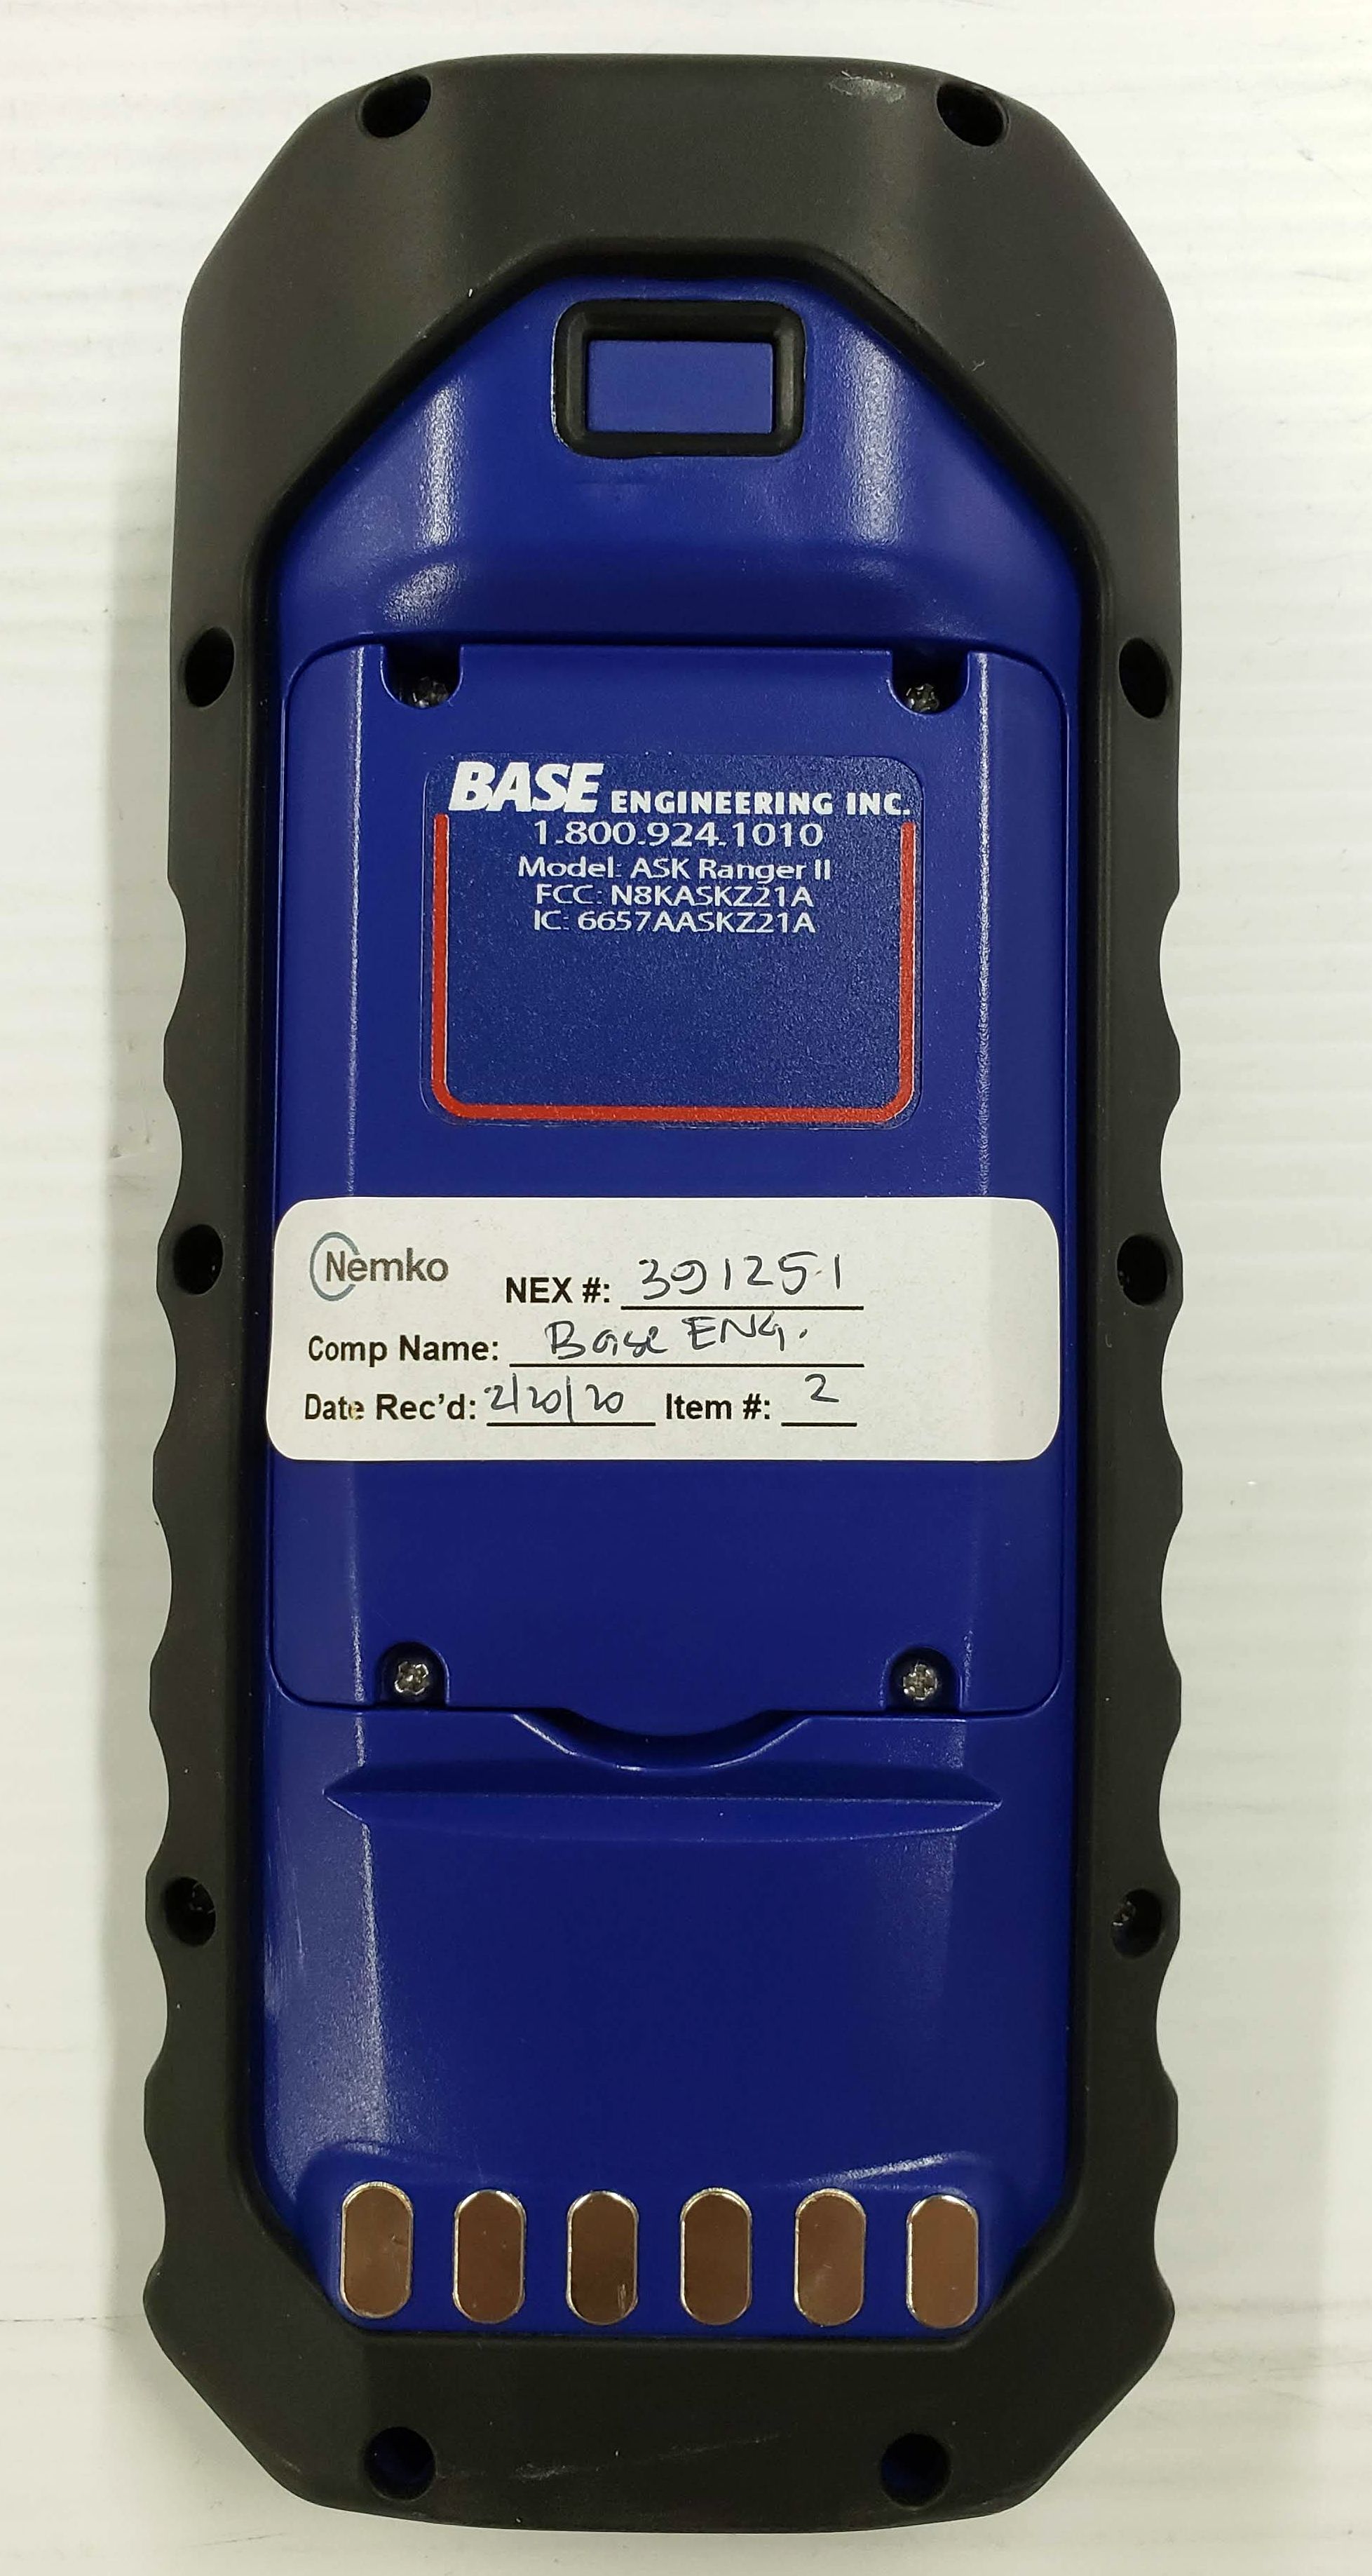 BASE ENGINEERING INC.
1.800.924.1010
Model: ASK Ranger II
FCC: N8KASKZ21A
IC: 6657AASKZ21A
Nemko
NEX #: 391251
Comp Name: Base ENG.
Date Rec'd: 2/20/20 Item #: 2